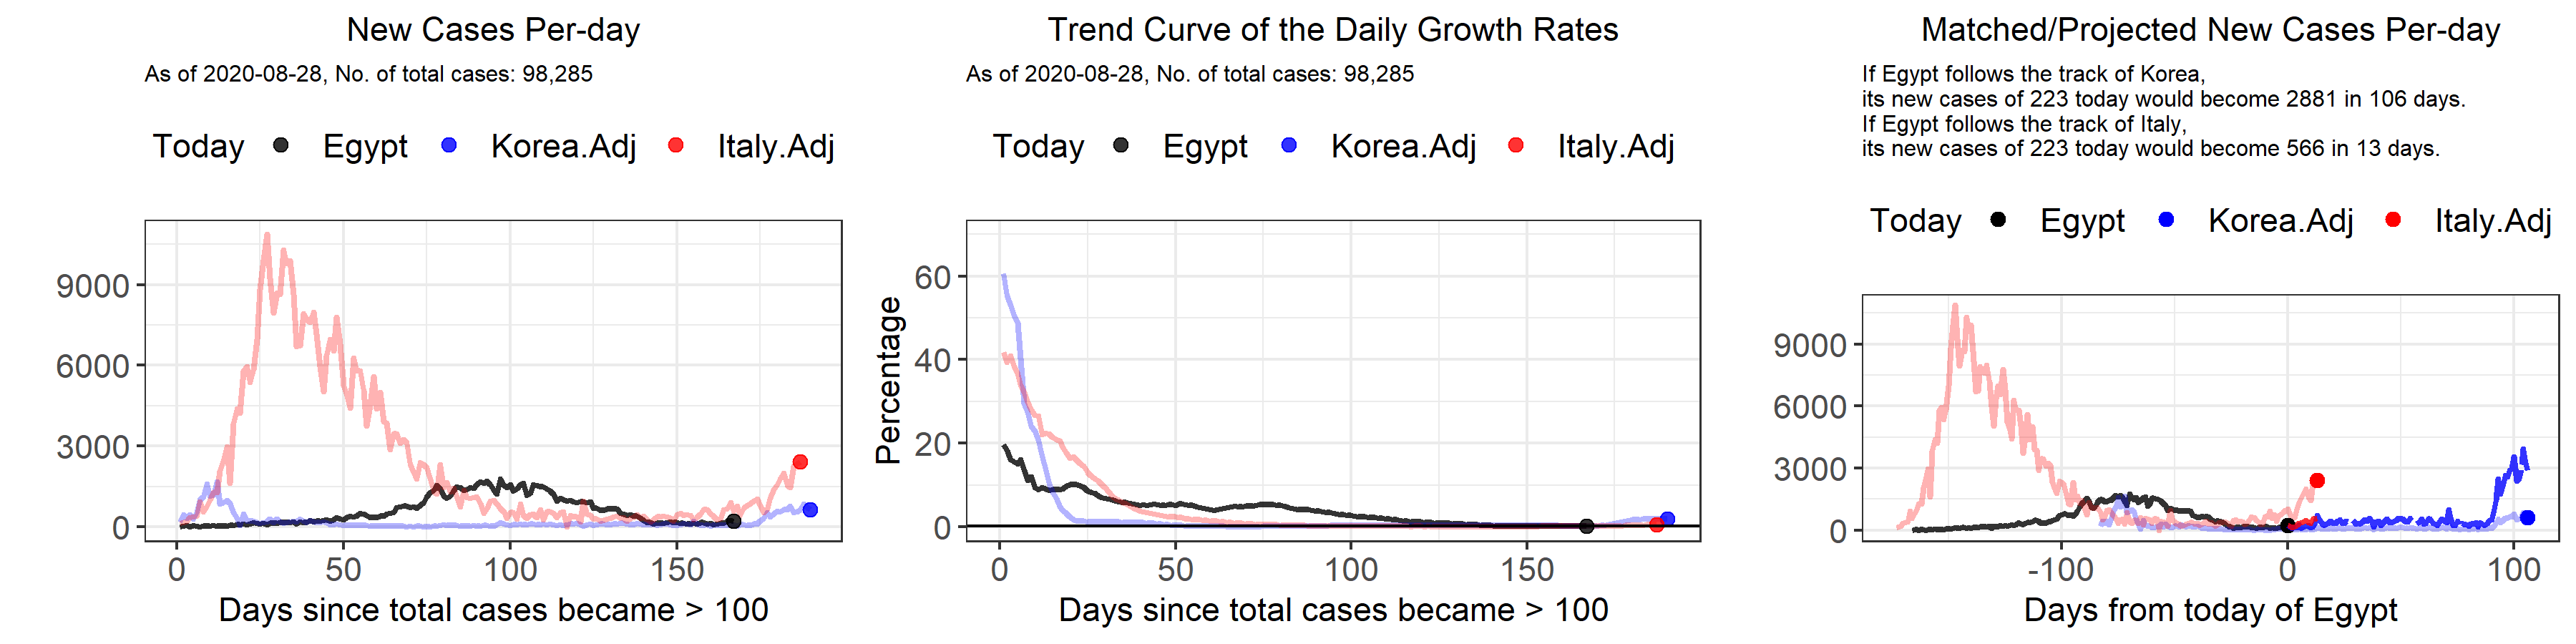 New Cases Per-day
As of 2020-08-28, No. of total cases: 98,285
Today Egypt Korea.Adj Italy.Adj
9000
6000
3000
0
0 50 100 150
Days since total cases became > 100
Trend Curve of the Daily Growth Rates
As of 2020-08-28, No. of total cases: 98,285
Today Egypt Korea.Adj Italy.Adj
Percentage
60
40
20
0
0 50 100 150
Days since total cases became > 100
Matched/Projected New Cases Per-day
If Egypt follows the track of Korea,
its new cases of 223 today would become 2881 in 106 days.
If Egypt follows the track of Italy,
its new cases of 223 today would become 566 in 13 days.
Today Egypt Korea.Adj Italy.Adj
9000
6000
3000
0
-100 0 100
Days from today of Egypt